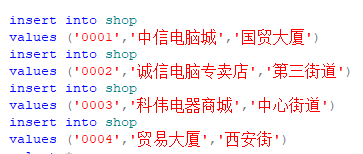 insert into shop
values ('0001','中信电脑城','国贸大厦')
insert into shop
values ('0002','诚信电脑专卖店','第三街道')
insert into shop
values ('0003','科伟电器商城','中心街道')
insert into shop
values ('0004','贸易大厦','西安街')